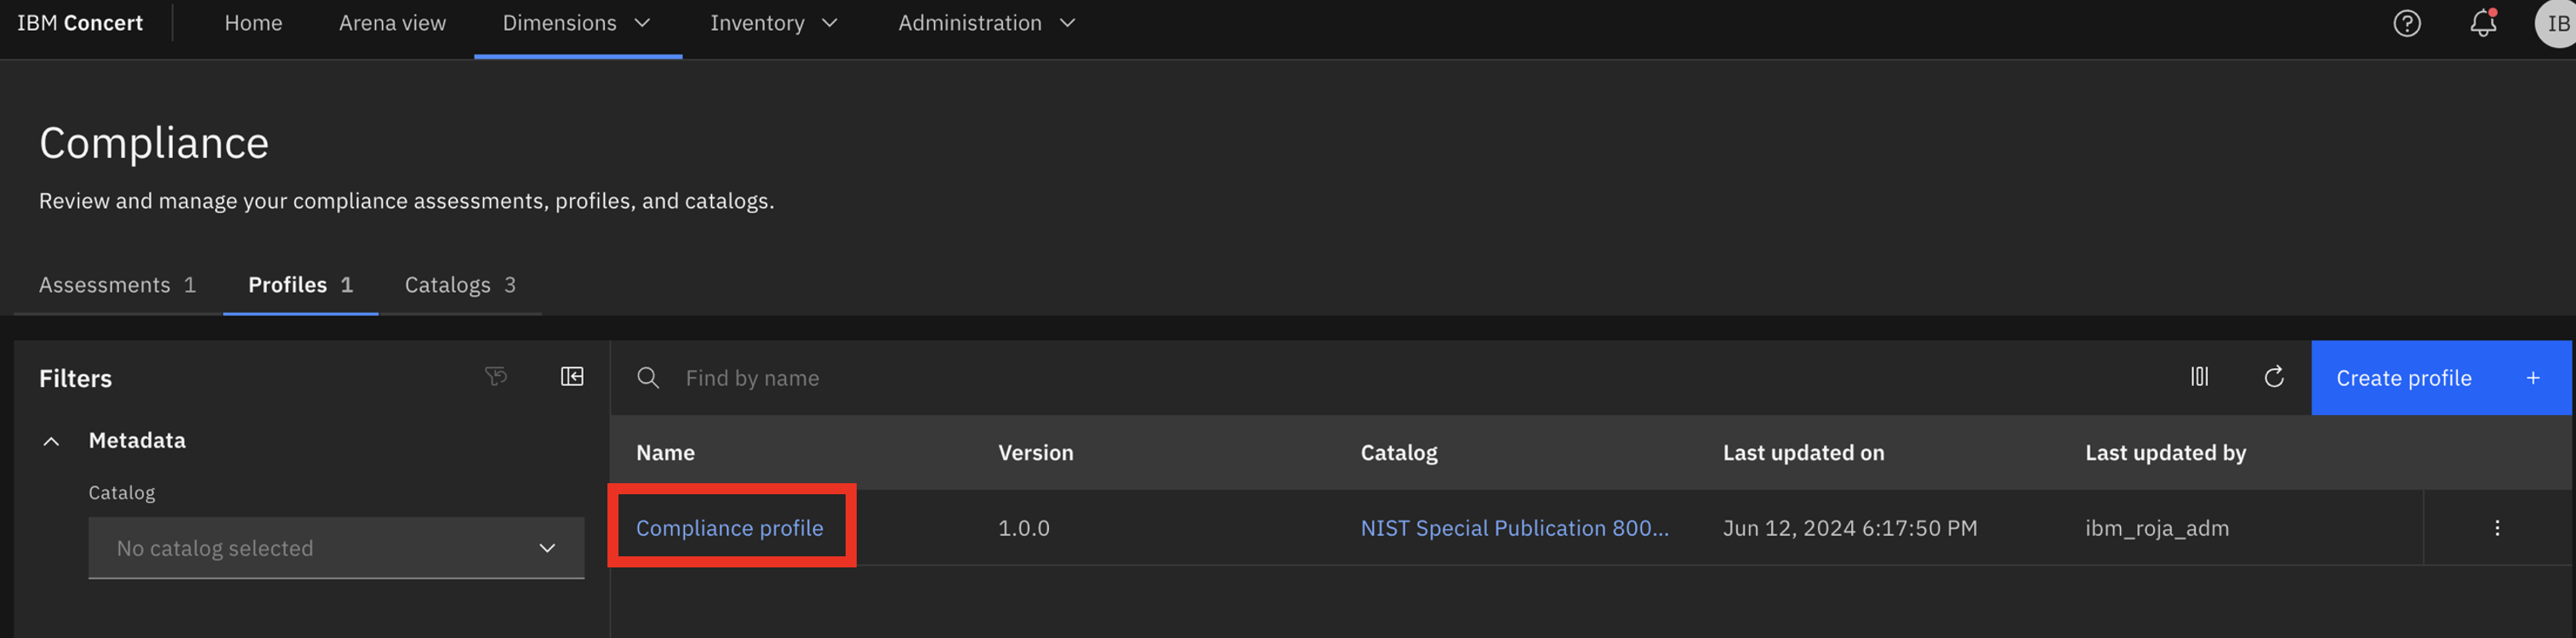 IBM Concert Home Arena view Dimensions Inventory Administration IB
Compliance
Review and manage your compliance assessments, profiles, and catalogs.
Assessments 1 Profiles 1 Catalogs 3
Filters Find by name Create profile +
Metadata
Name Version Catalog Last updated on Last updated by
Catalog
No catalog selected
Compliance profile 1.0.0 NIST Special Publication 800... Jun 12, 2024 6:17:50 PM ibm_roja_adm